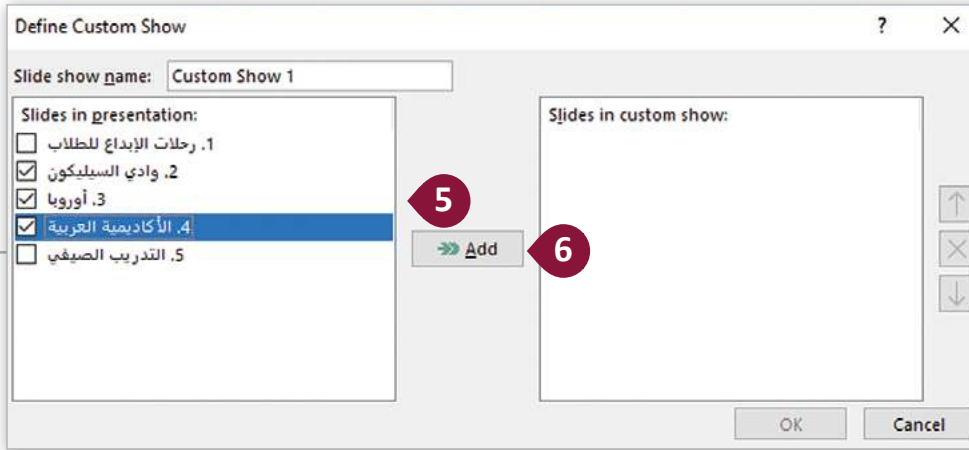 Define Custom Show
?
Slide show name: Custom Show 1
Slides in presentation:
1. رحلات الإبداع للطلاب
2. وادي السيليكون
3. أوروبا
4. الأكاديمية العربية
5. التدريب الصيفي
5
Add
6
Slides in custom show:
OK
Cancel